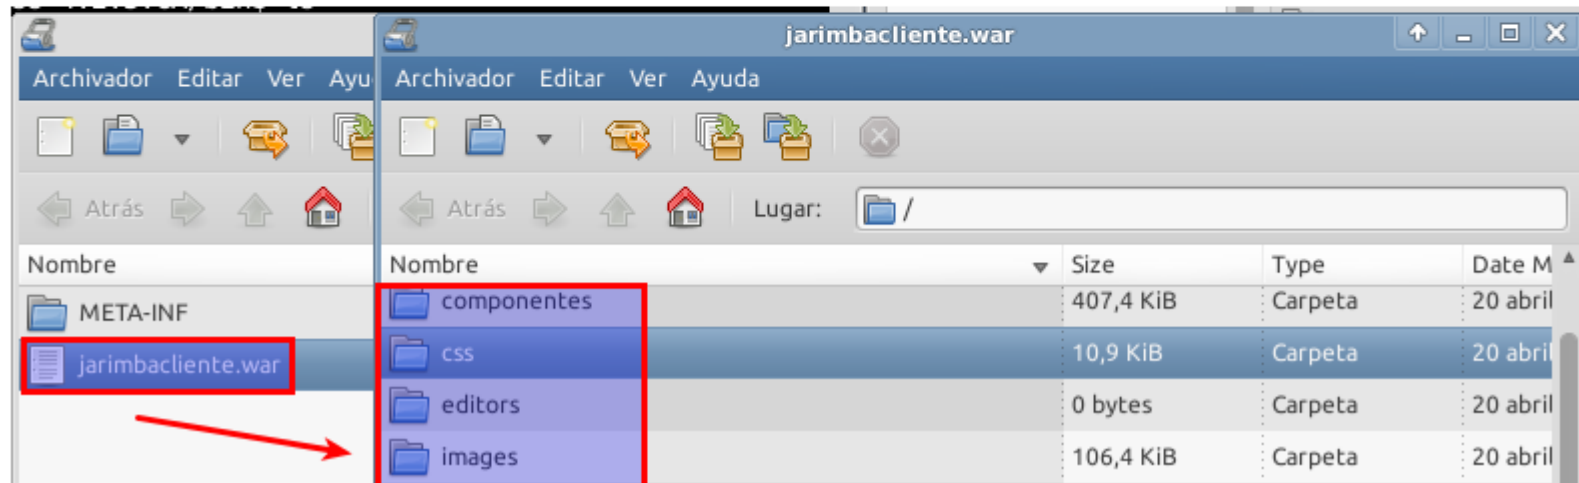 jarimbacliente.war
Archivador Editar Ver Ayu
Archivador Editar Ver Ayuda
Atrás
Atrás Lugar: /
Nombre
Nombre Size Type Date M
META-INF
componentes 407,4 KiB Carpeta 20 abril
jarimbacliente.war
css 10,9 KiB Carpeta 20 abril
editors 0 bytes Carpeta 20 abril
images 106,4 KiB Carpeta 20 abril